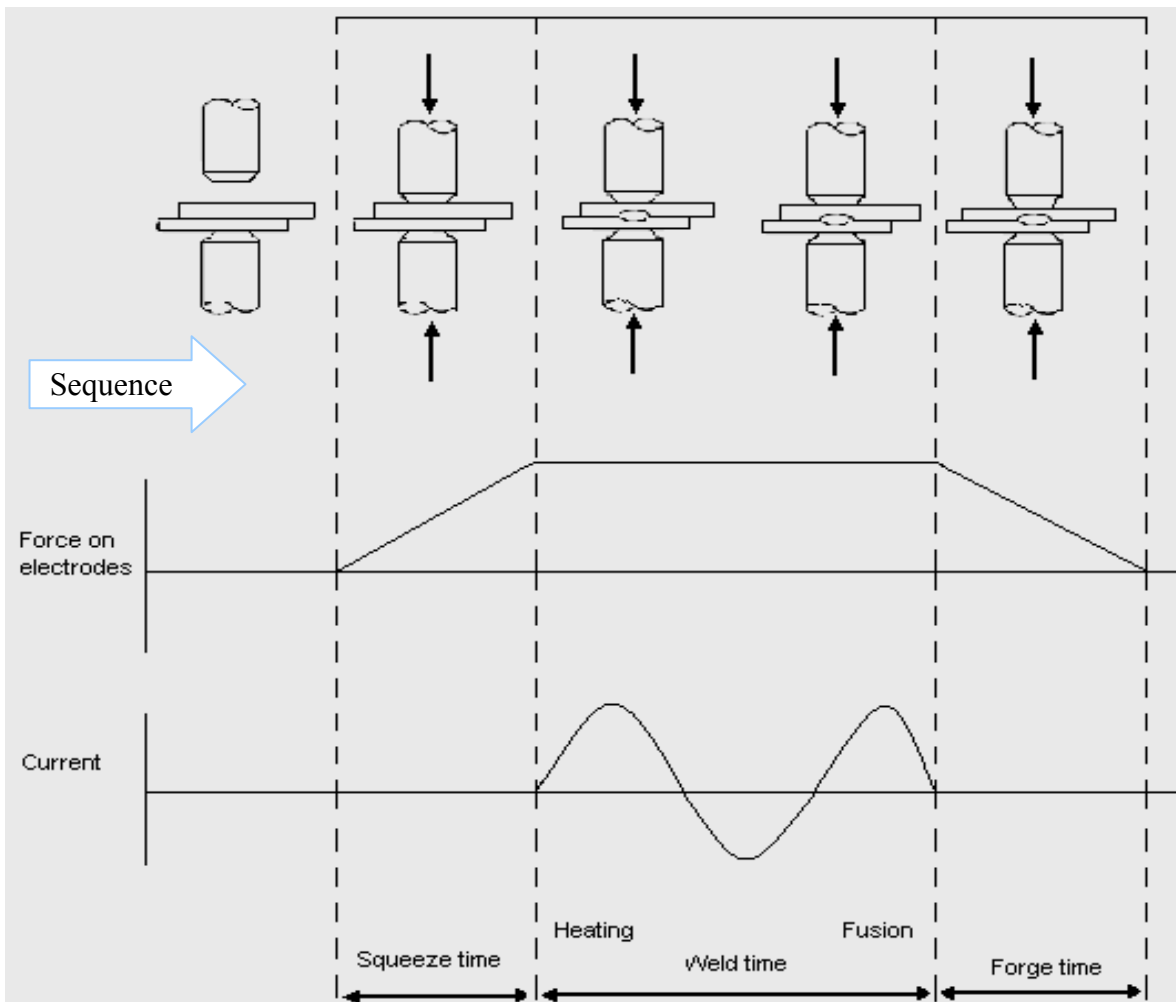 Sequence
Force on
electrodes
Current
Heating
Fusion
Squeeze time
Weld time
Forge time